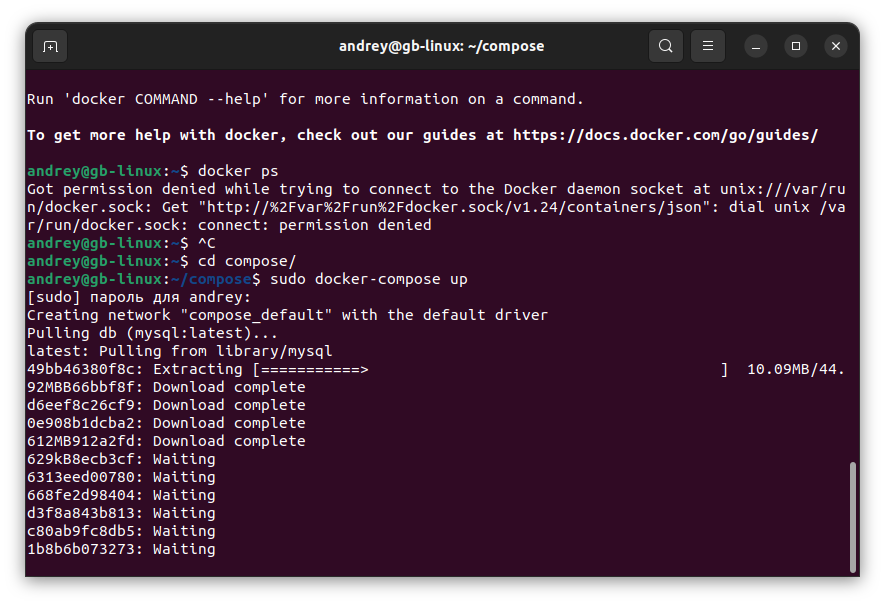 andrey@gb-linux: ~/compose
Run 'docker COMMAND --help' for more information on a command.
To get more help with docker, check out our guides at https://docs.docker.com/go/guides/
andrey@gb-linux:~$ docker ps
Got permission denied while trying to connect to the Docker daemon socket at unix:///var/ru
n/docker.sock: Get "http://%2Fvar%2Frun%2Fdocker.sock/v1.24/containers/json": dial unix /va
r/run/docker.sock: connect: permission denied
andrey@gb-linux:~$ ^C
andrey@gb-linux:~$ cd compose/
andrey@gb-linux:~/compose$ sudo docker-compose up
[sudo] пароль для andrey:
Creating network "compose_default" with the default driver
Pulling db (mysql:latest)...
latest: Pulling from library/mysql
49bb46380f8c: Extracting [===========>                                       ]  10.09MB/44.
92MBB66bbf8f: Download complete
d6eef8c26cf9: Download complete
0e908b1dcba2: Download complete
612MB912a2fd: Download complete
629kB8ecb3cf: Waiting
6313eed00780: Waiting
668fe2d98404: Waiting
d3f8a843b813: Waiting
c80ab9fc8db5: Waiting
1b8b6b073273: Waiting